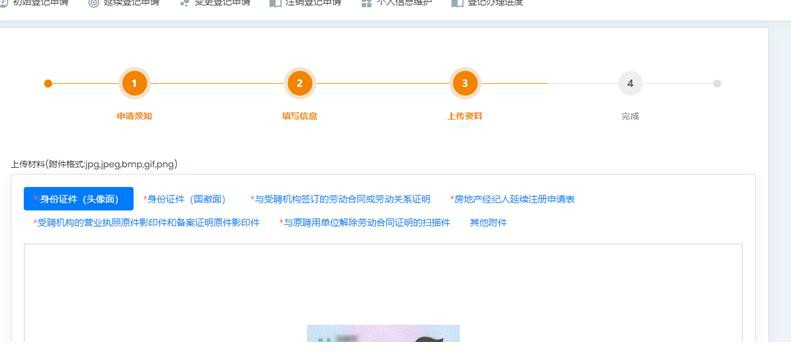 初始登记申请 延续登记申请 变更登记申请 注销登记申请 个人信息维护 登记办理进度
1 2 3 4
申请须知 填写信息 上传资料 完成
上传材料(附件格式:jpg,jpeg,bmp,gif,png)
*身份证件（头像面） *身份证件（国徽面） *与受聘机构签订的劳动合同或劳动关系证明 *房地产经纪人延续注册申请表
*受聘机构的营业执照原件影印件和备案证明原件影印件 *与原聘用单位解除劳动合同证明的扫描件 其他附件